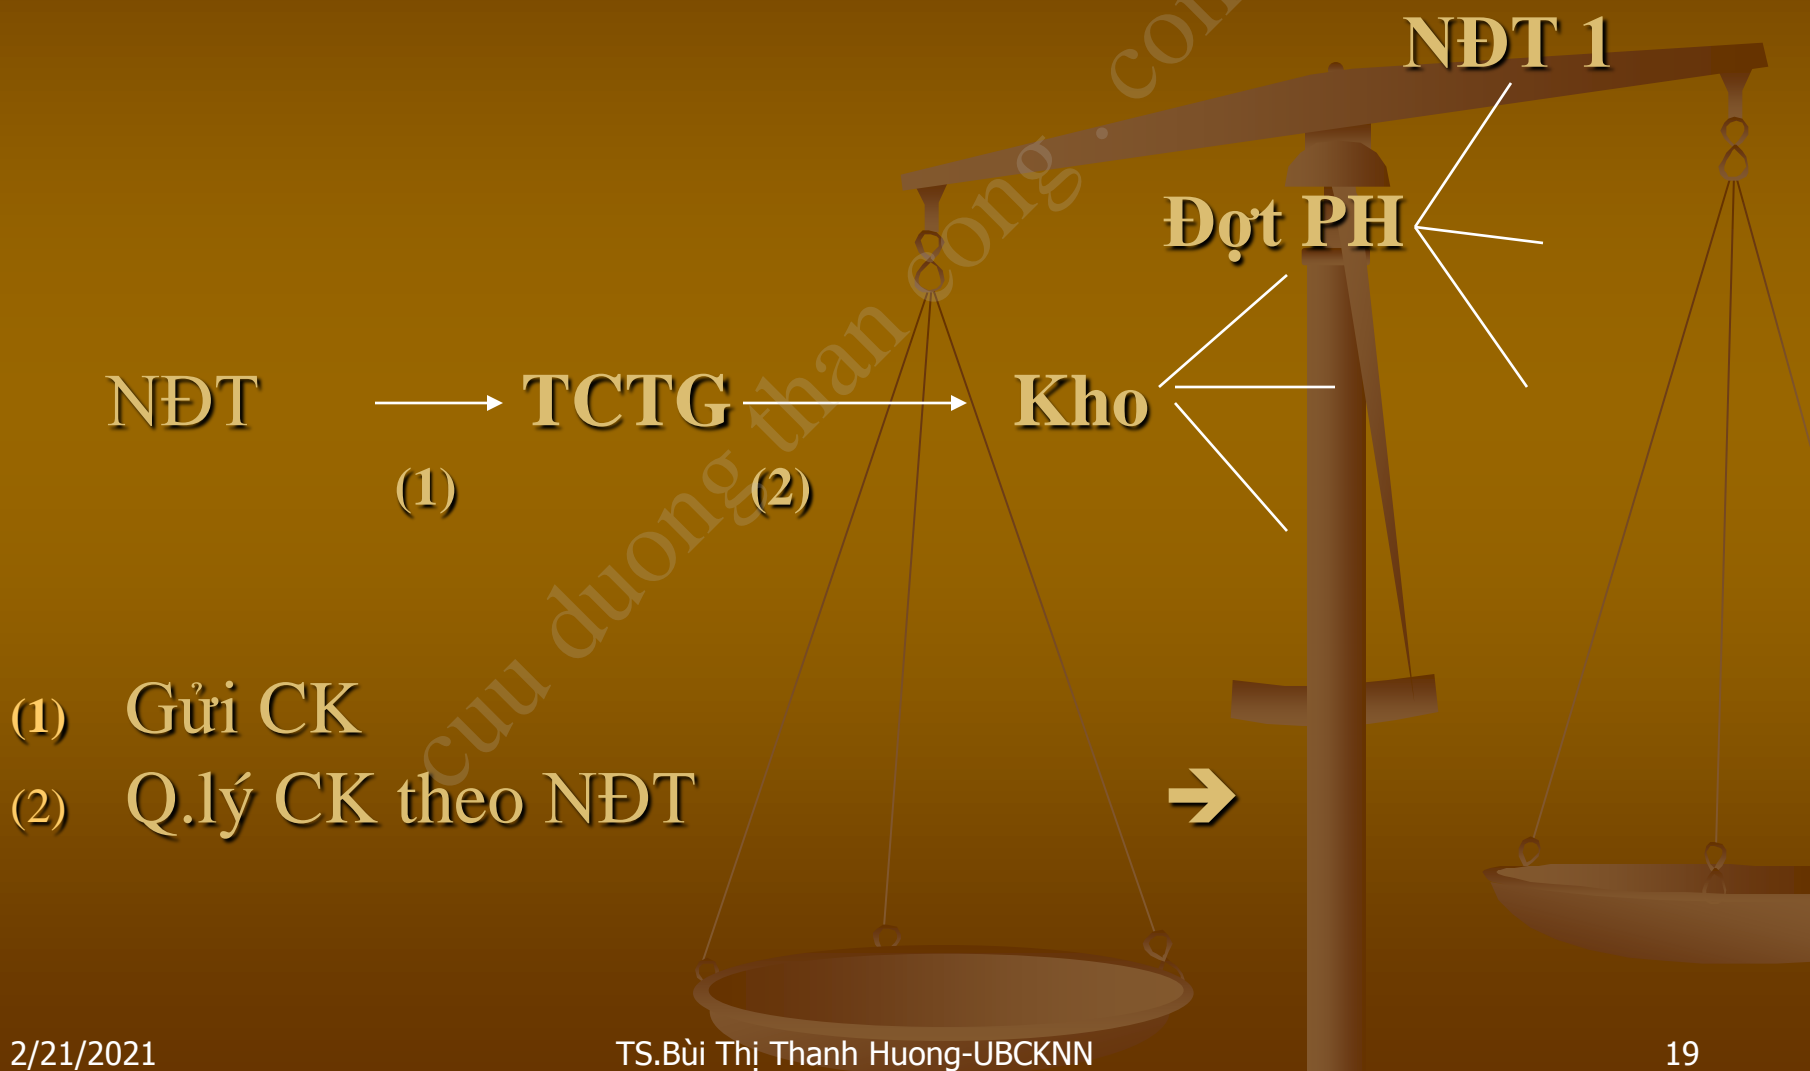 NĐT 1
Đợt PH
NĐT TCTG Kho
(1) (2)
(1) Gửi CK
(2) Q.lý CK theo NĐT ➔
cuu duong than cong . com
2/21/2021 TS.Bùi Thị Thanh Huong-UBCKNN 19